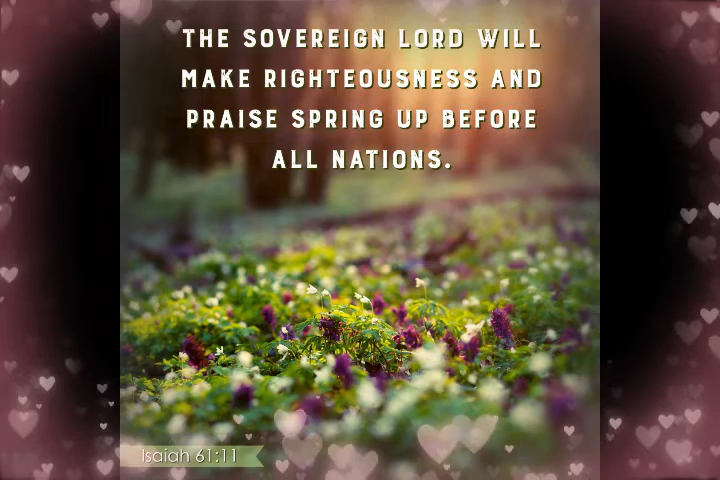 THE SOVEREIGN LORD WILL
MAKE RIGHTEOUSNESS AND
PRAISE SPRING UP BEFORE
ALL NATIONS.
Isaiah 61:11